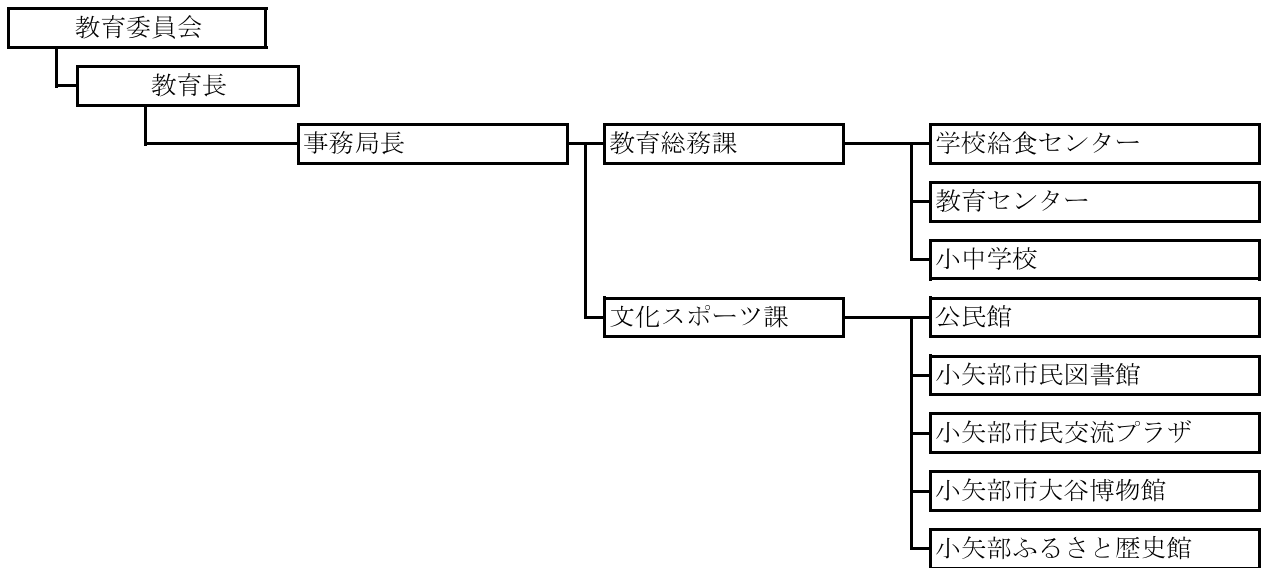 教育委員会
教育長
事務局長
教育総務課
学校給食センター
教育センター
小中学校
文化スポーツ課
公民館
小矢部市民図書館
小矢部市民交流プラザ
小矢部市大谷博物館
小矢部ふるさと歴史館